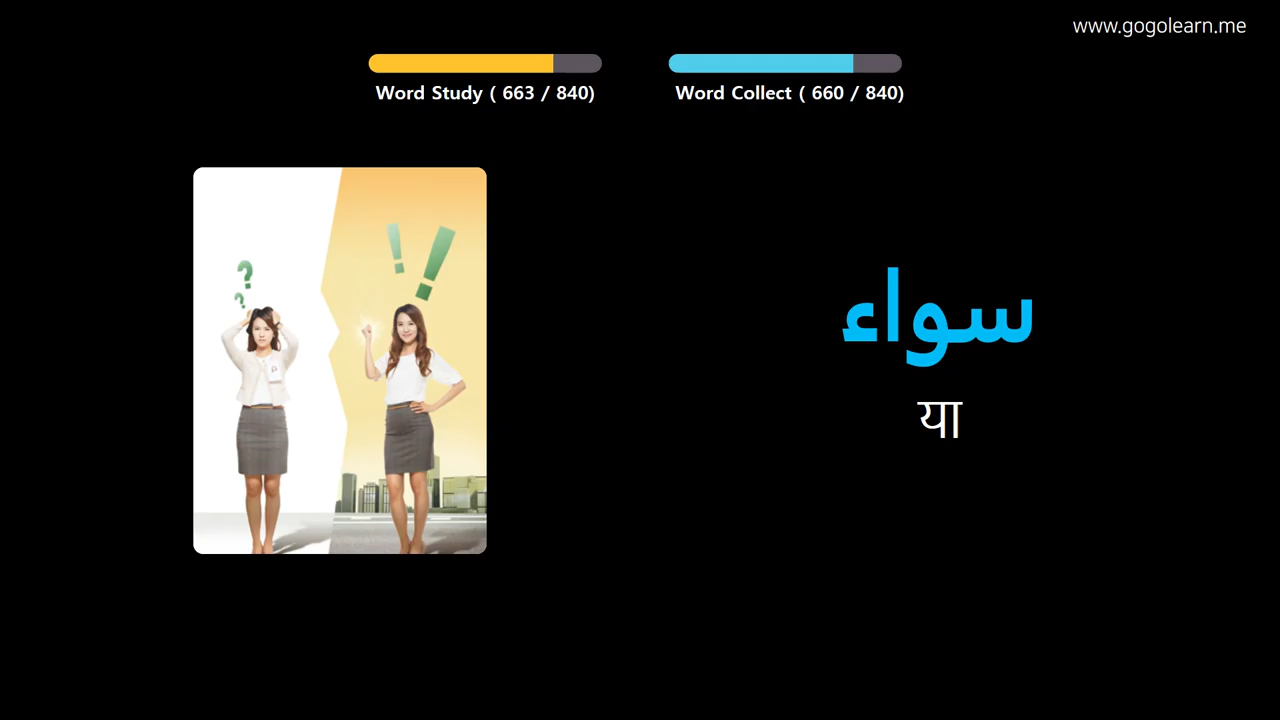 www.gogolearn.me
Word Study ( 663 / 840)
Word Collect ( 660 / 840)
? ?
! !
سواء
या